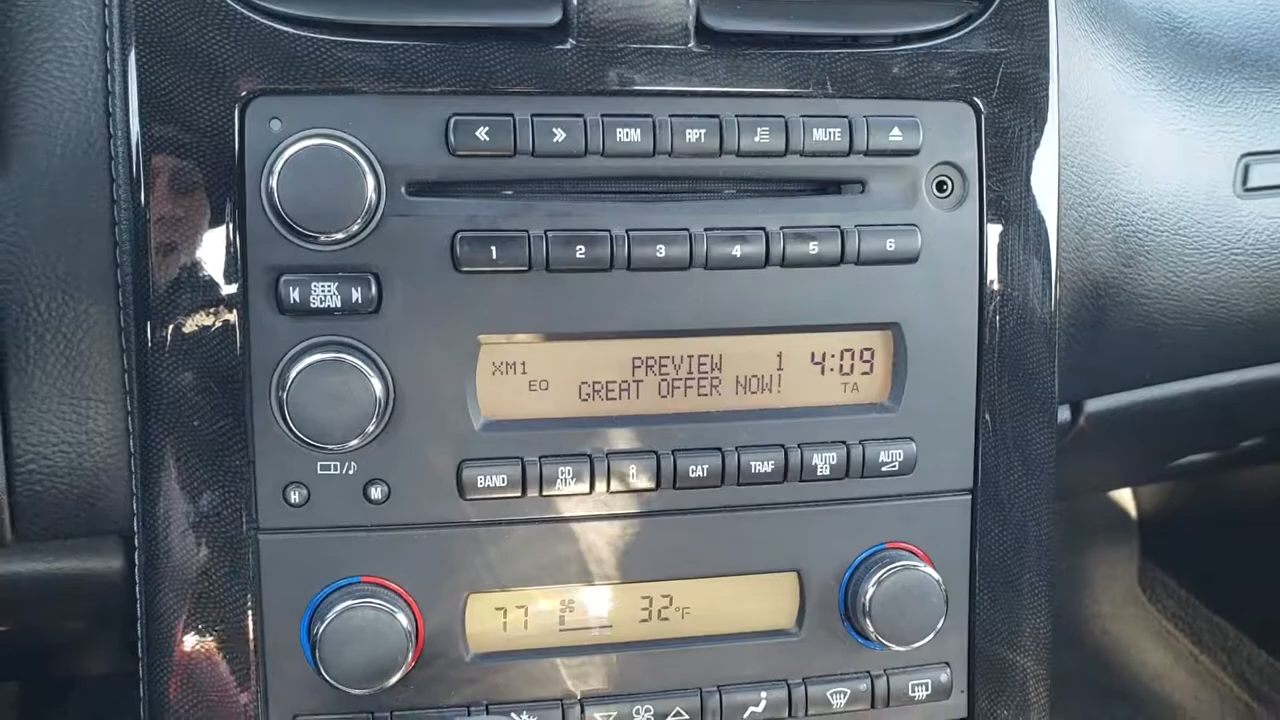 RDM RPT MUTE
1 2 3 4 5 6
SEEK
SCAN
XM1 PREVIEW 1 4:09
EQ GREAT OFFER NOW! TA
BAND CD AUX i CAT TRAF AUTO EQ AUTO
H M
77 32°F